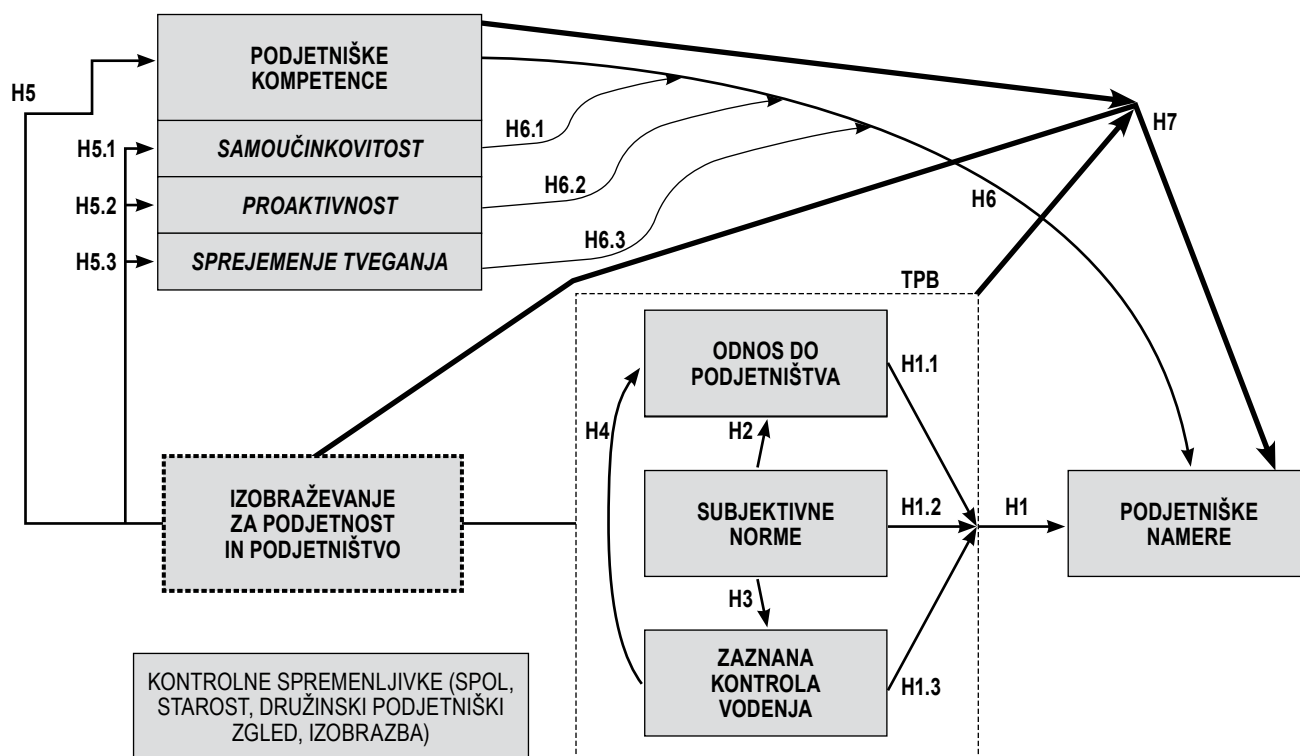 PODJETNIŠKE
KOMPETENCE
H5
H7
H5.1
SAMOUČINKOVITOST
H6.1
H5.2
PROAKTIVNOST
H6.2
H6
H5.3
SPREJEMENJE TVEGANJA
H6.3
TPB
ODNOS DO
PODJETNIŠTVA
H1.1
H4
H2
IZOBRAŽEVANJE
ZA PODJETNOST
IN PODJETNIŠTVO
SUBJEKTIVNE
NORME
H1.2
H1
PODJETNIŠKE
NAMERE
H3
ZAZNANA
KONTROLA
VODENJA
H1.3
KONTROLNE SPREMENLJIVKE (SPOL,
STAROST, DRUŽINSKI PODJETNIŠKI
ZGLED, IZOBRAZBA)